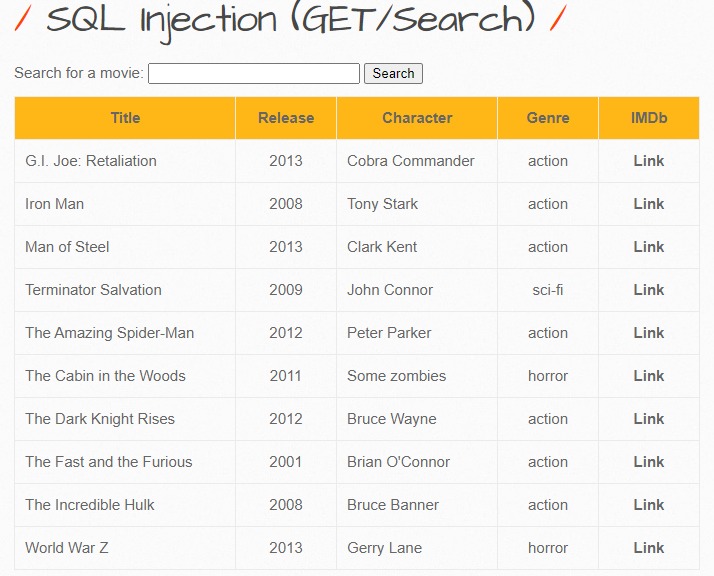 / SQL Injection (GET/Search) /
Search for a movie: Search
Title Release Character Genre IMDb
G.I. Joe: Retaliation 2013 Cobra Commander action Link
Iron Man 2008 Tony Stark action Link
Man of Steel 2013 Clark Kent action Link
Terminator Salvation 2009 John Connor sci-fi Link
The Amazing Spider-Man 2012 Peter Parker action Link
The Cabin in the Woods 2011 Some zombies horror Link
The Dark Knight Rises 2012 Bruce Wayne action Link
The Fast and the Furious 2001 Brian O'Connor action Link
The Incredible Hulk 2008 Bruce Banner action Link
World War Z 2013 Gerry Lane horror Link